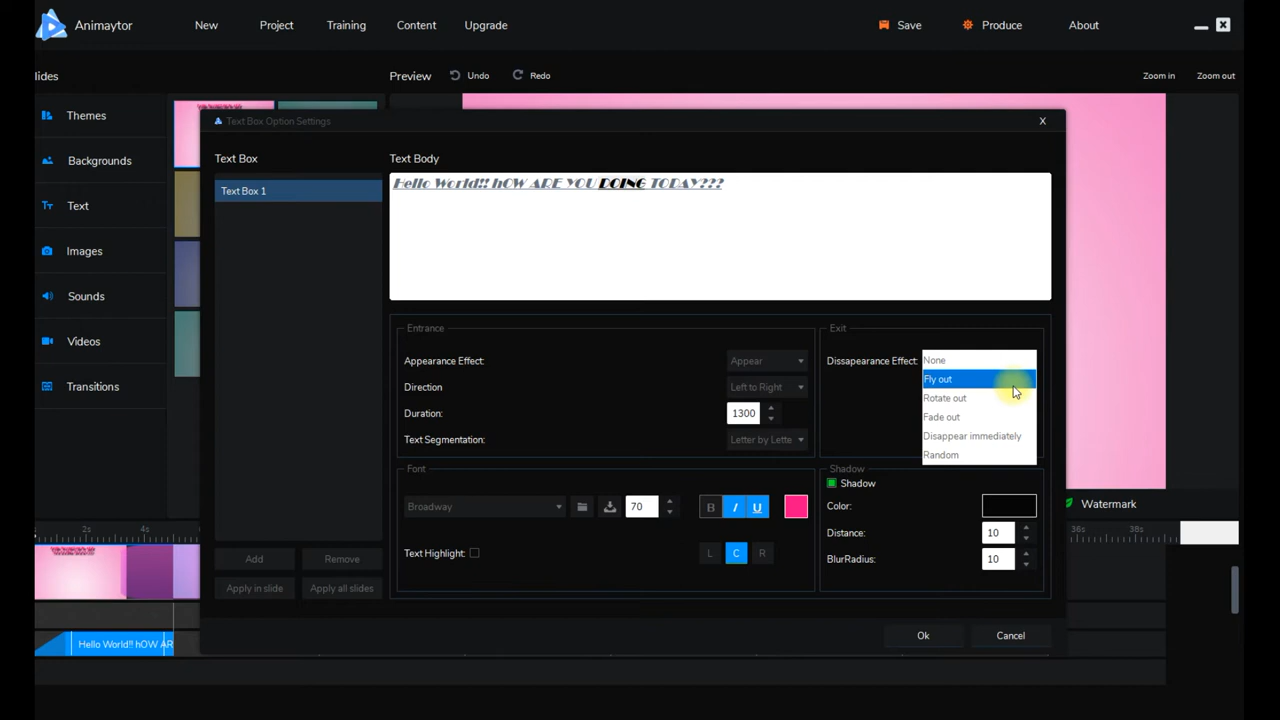 Animaytor New Project Training Content Upgrade Save Produce About
lides Preview Undo Redo Zoom in Zoom out
Themes
Backgrounds
Text
Images
Sounds
Videos
Transitions
Text Box Option Settings X
Text Box Text Body
Text Box 1
Hello World!! hOW ARE YOU DOING TODAY???
Entrance
Appearance Effect: Appear
Direction Left to Right
Duration: 1300
Text Segmentation: Letter by Lette
Exit
Dissapearance Effect: None
Fly out
Rotate out
Fade out
Disappear immediately
Random
Font
Broadway 70 B I U
Text Highlight: L C R
Shadow
Shadow
Color:
Distance: 10
BlurRadius: 10
Add Remove
Apply in slide Apply all slides
Ok Cancel
Watermark
2s 4s 36s 38s
Hello World!! hOW AR